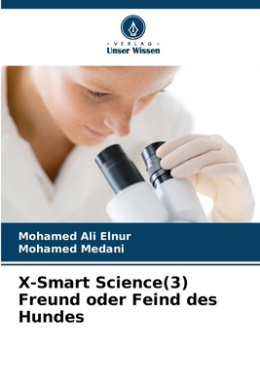 • VERLAG •
Unser Wissen
Mohamed Ali Elnur
Mohamed Medani
X-Smart Science(3)
Freund oder Feind des
Hundes